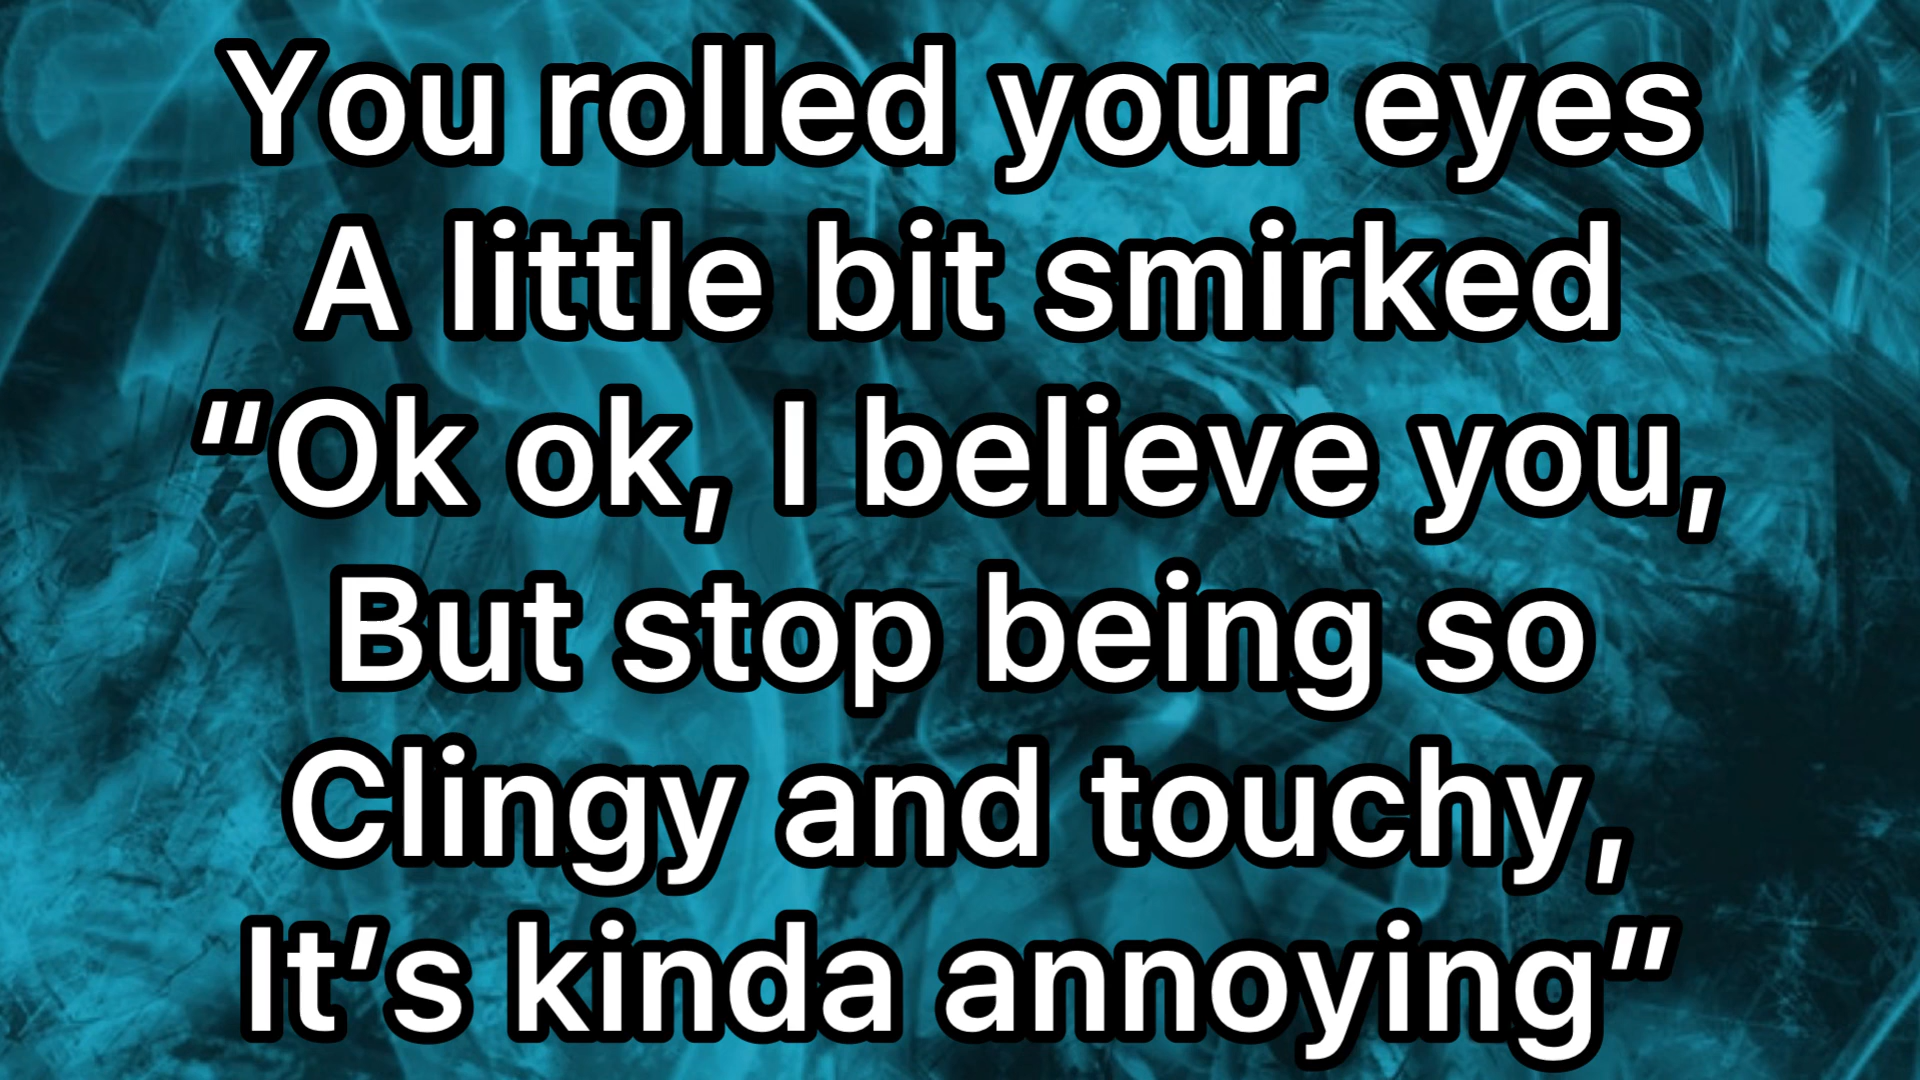 You rolled your eyes
A little bit smirked
“Ok ok, I believe you,
But stop being so
Clingy and touchy,
It’s kinda annoying”